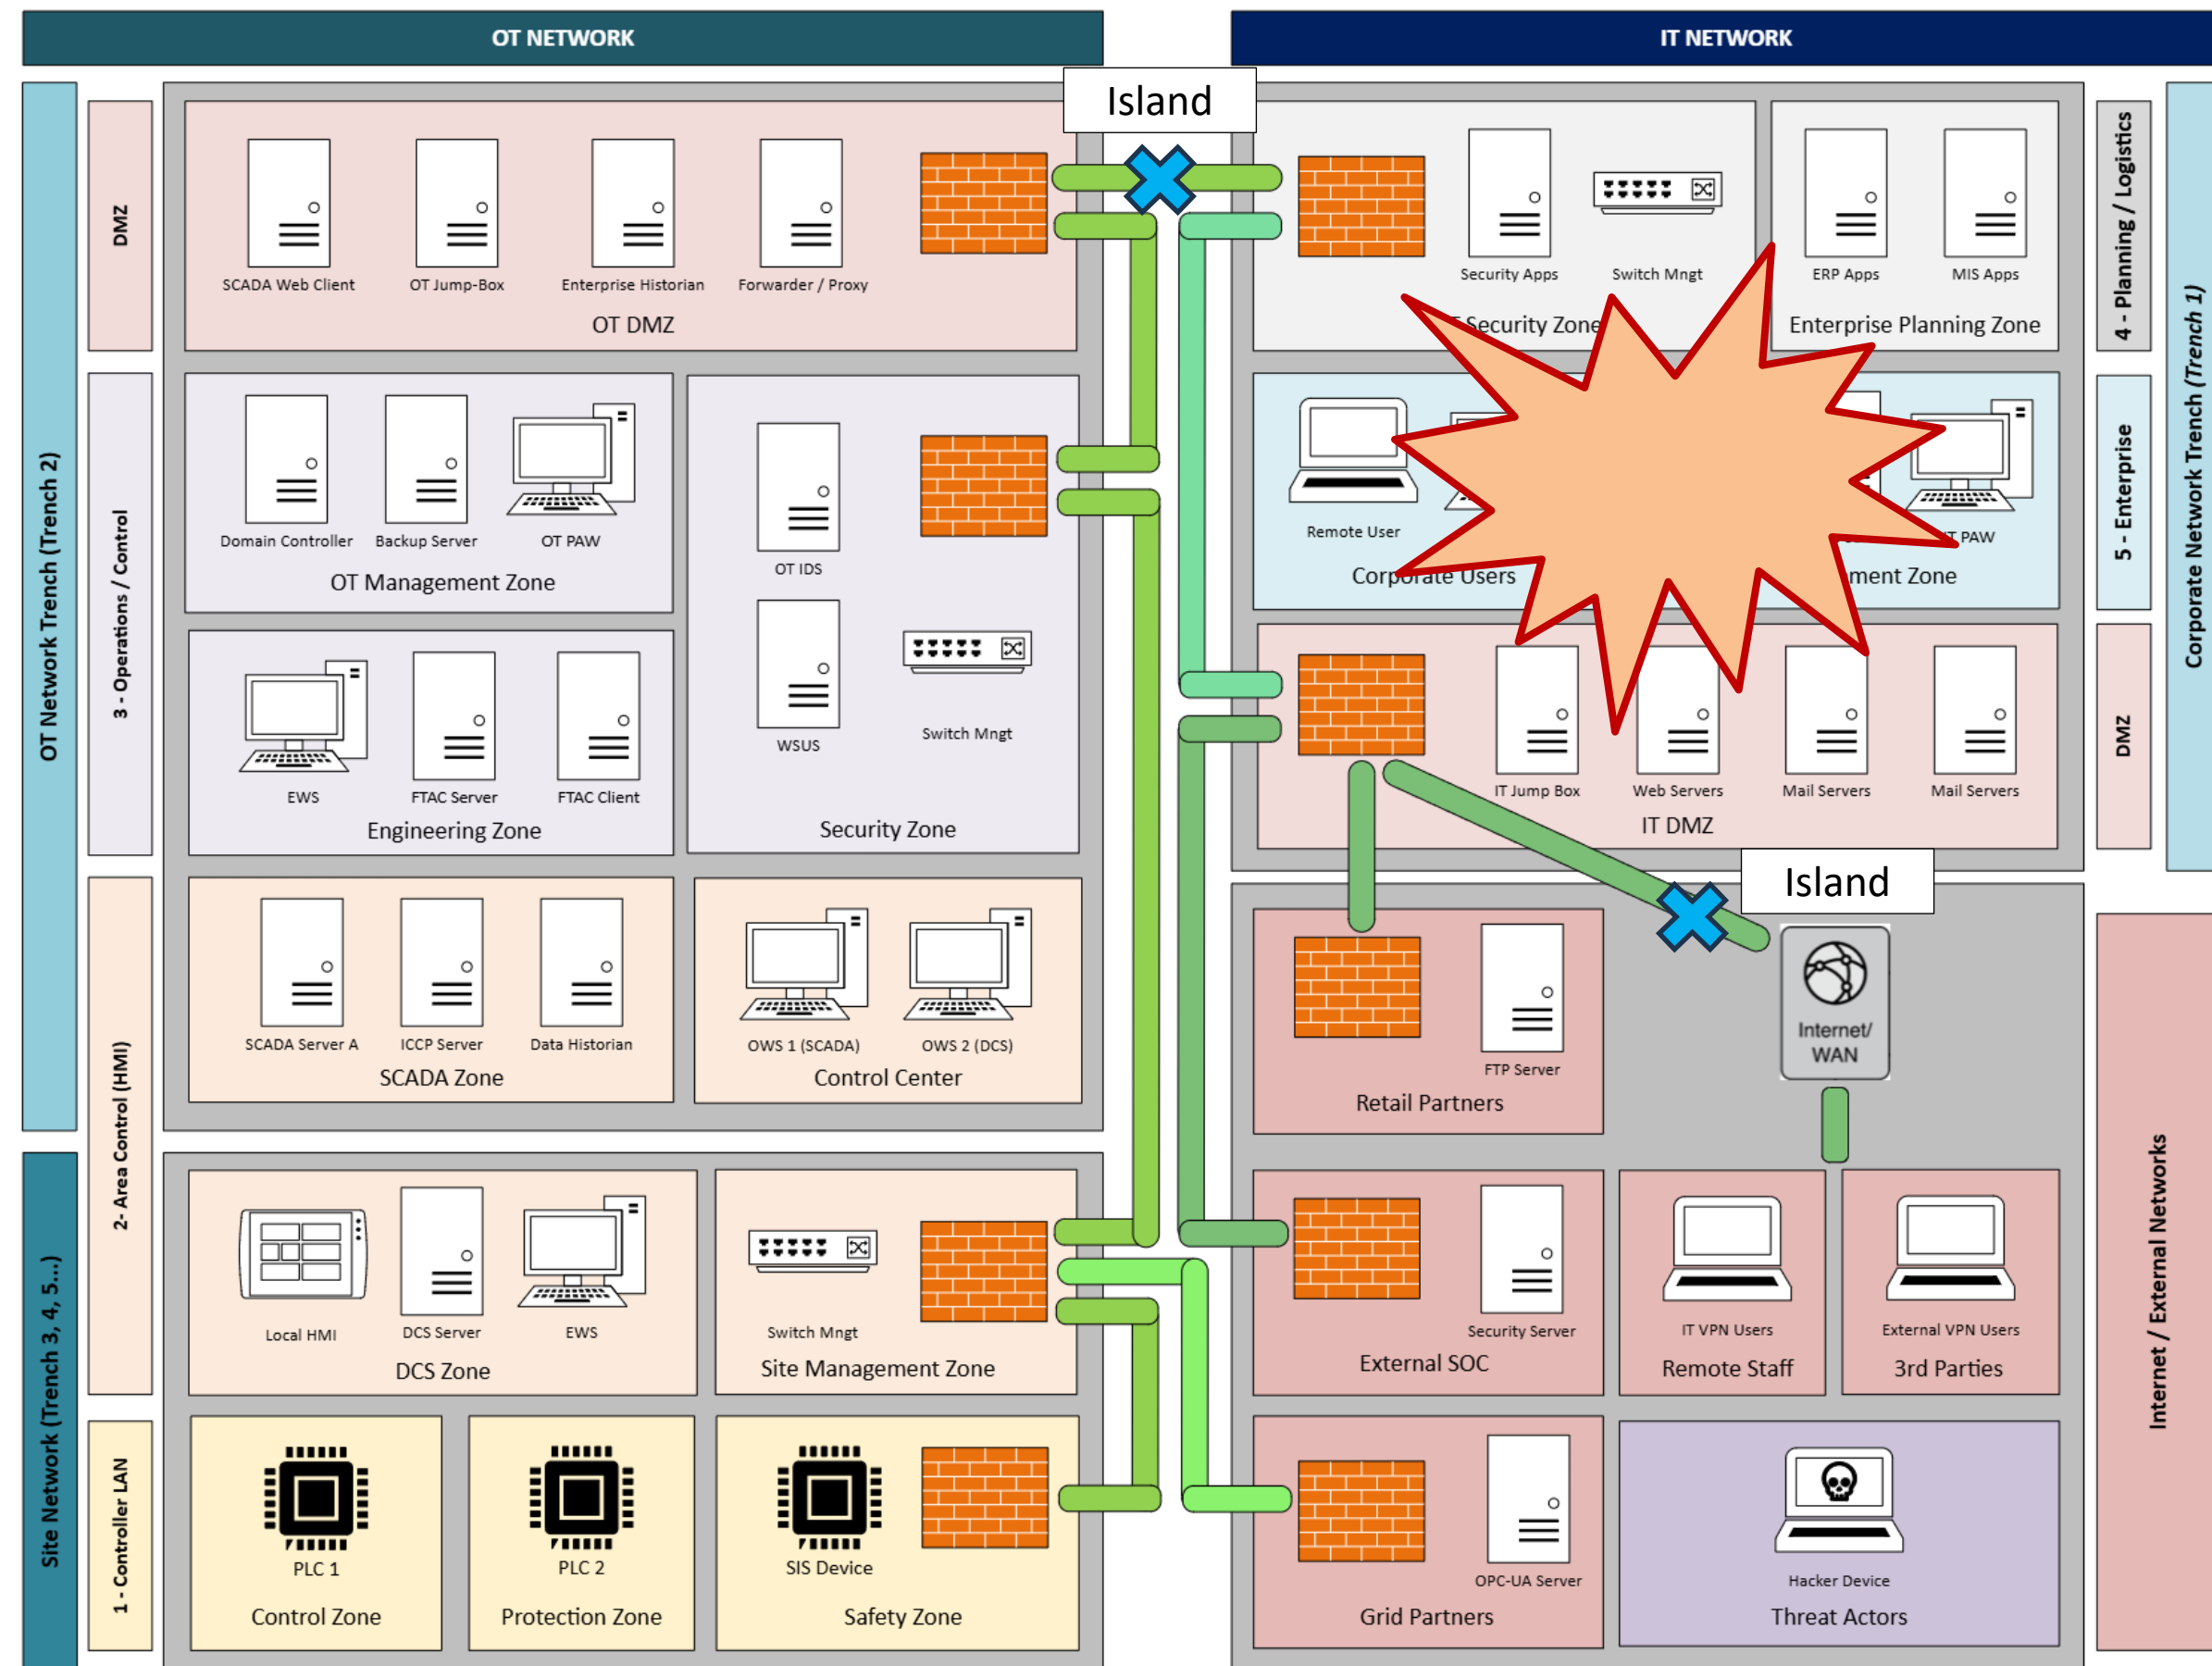 OT NETWORK
IT NETWORK
Island
OT Network Trench (Trench 2)
DMZ
SCADA Web Client
OT Jump-Box
Enterprise Historian
Forwarder / Proxy
OT DMZ
Security Apps
Switch Mngt
Security Zone
ERP Apps
MIS Apps
Enterprise Planning Zone
4 - Planning / Logistics
Corporate Network Trench (Trench 1)
3 - Operations / Control
Domain Controller
Backup Server
OT PAW
OT Management Zone
OT IDS
WSUS
Switch Mngt
Security Zone
EWS
FTAC Server
FTAC Client
Engineering Zone
Remote User
Corporate Users
PAW
Zone
5 - Enterprise
IT Jump Box
Web Servers
Mail Servers
Mail Servers
IT DMZ
DMZ
Island
2- Area Control (HMI)
SCADA Server A
ICCP Server
Data Historian
SCADA Zone
OWS 1 (SCADA)
OWS 2 (DCS)
Control Center
FTP Server
Retail Partners
Internet/
WAN
Internet / External Networks
Site Network (Trench 3, 4, 5...)
Local HMI
DCS Server
EWS
DCS Zone
Switch Mngt
Site Management Zone
Security Server
External SOC
IT VPN Users
Remote Staff
External VPN Users
3rd Parties
1 - Controller LAN
PLC 1
Control Zone
PLC 2
Protection Zone
SIS Device
Safety Zone
OPC-UA Server
Grid Partners
Hacker Device
Threat Actors